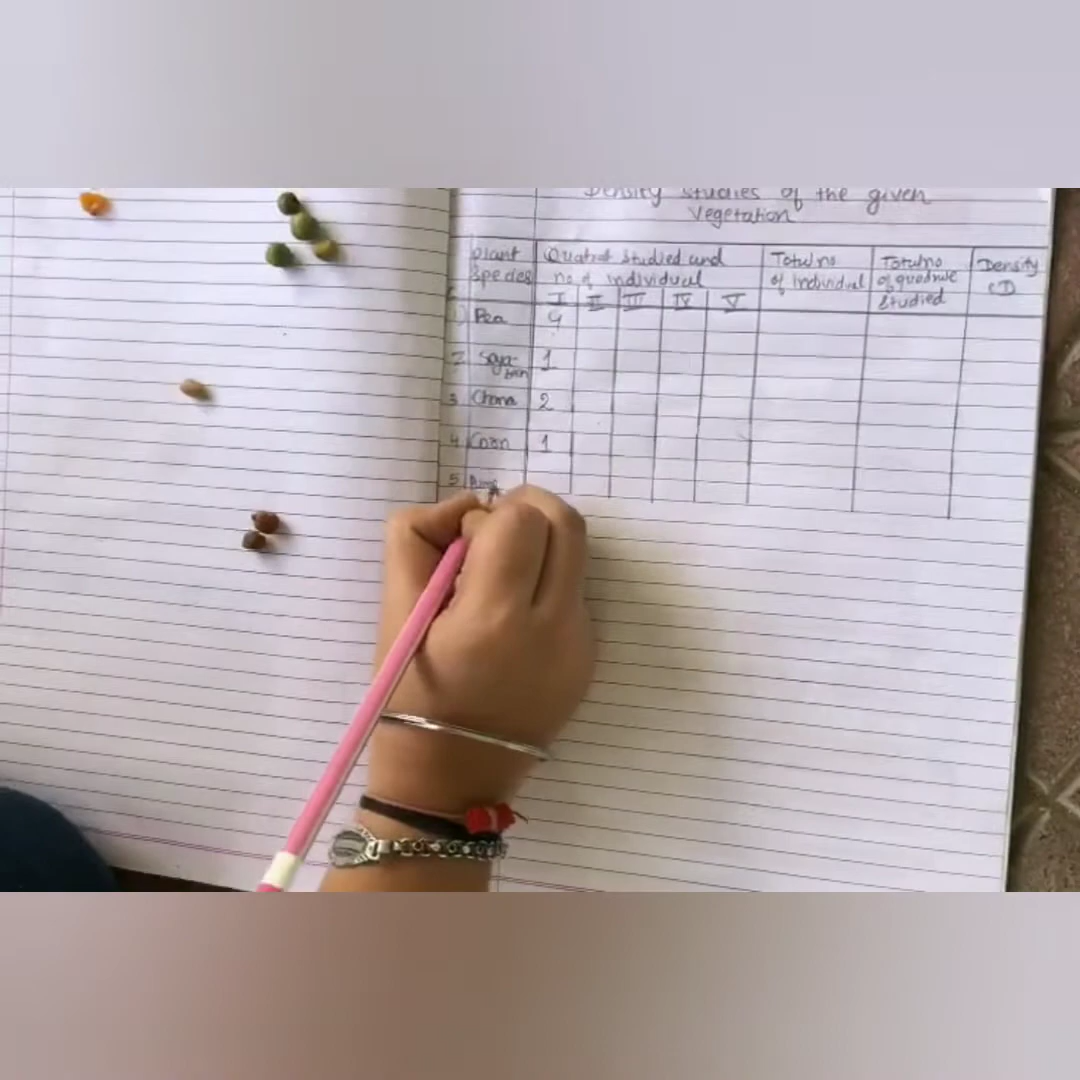 Density studies of the given
Vegetation
Plant Species
Quatrat studied and no. of individual
Total no of individual
Total no of quadrate studied
Density (D)
I II III IV V
1) Pea 4
2 Soya- bean 1
3 Chana 2
4 Corn 1
5